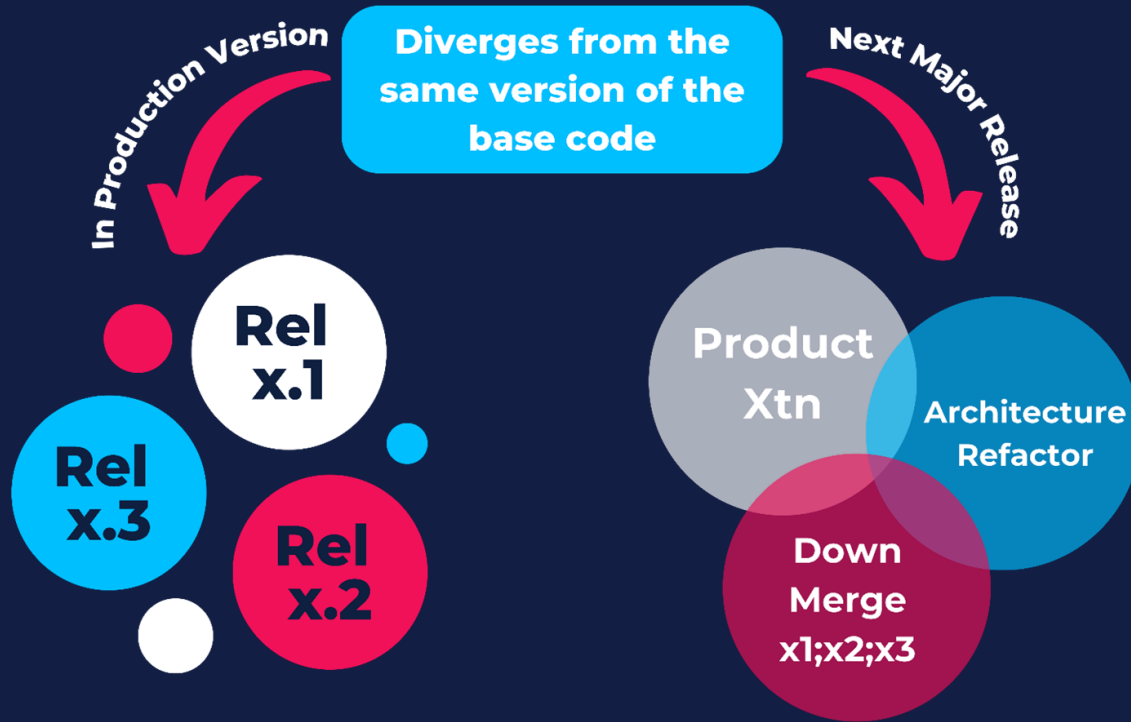 Diverges from the
same version of the
base code
In Production Version
Next Major Release
Rel
x.1
Rel
x.3
Rel
x.2
Product
Xtn
Architecture
Refactor
Down
Merge
x1;x2;x3